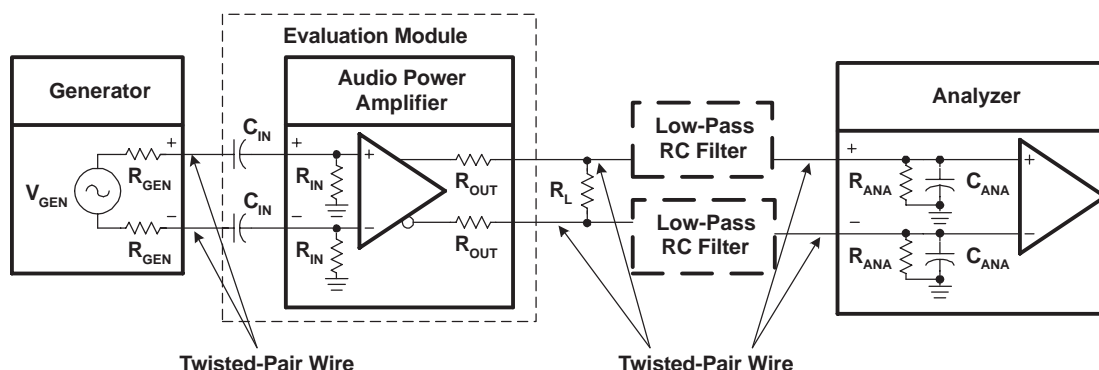 Evaluation Module
Generator
Audio Power
Amplifier
Analyzer
Low-Pass
RC Filter
Low-Pass
RC Filter
C_IN
C_IN
R_GEN
R_GEN
V_GEN
R_IN
R_IN
R_OUT
R_OUT
R_L
R_ANA
C_ANA
R_ANA
C_ANA
+
−
+
−
+
−
+
−
+
−
+
−
Twisted-Pair Wire
Twisted-Pair Wire